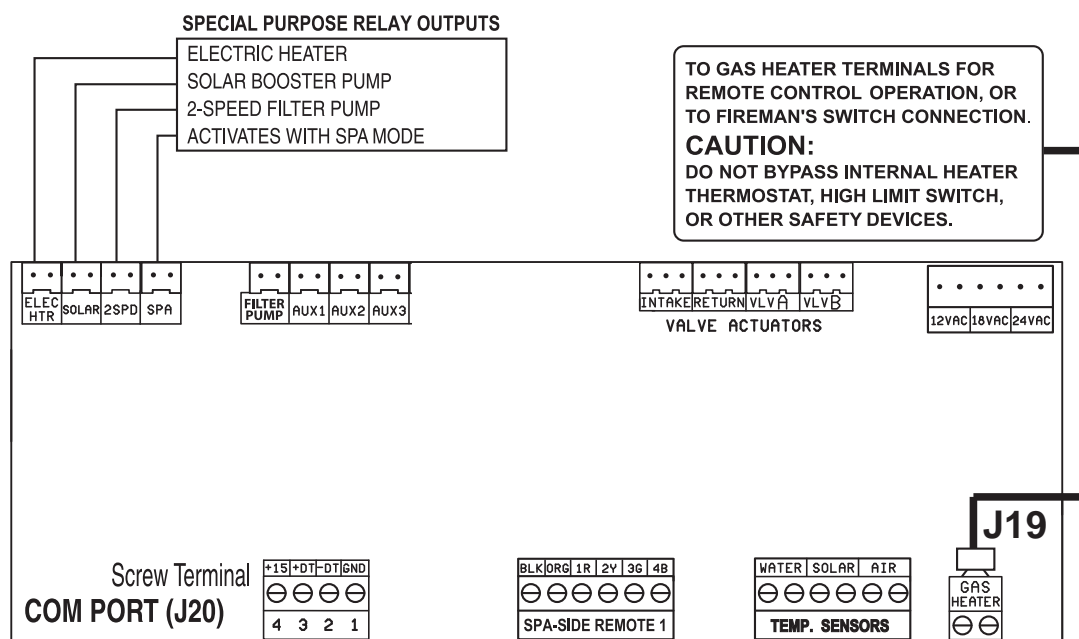 SPECIAL PURPOSE RELAY OUTPUTS
ELECTRIC HEATER
SOLAR BOOSTER PUMP
2-SPEED FILTER PUMP
ACTIVATES WITH SPA MODE
TO GAS HEATER TERMINALS FOR
REMOTE CONTROL OPERATION, OR
TO FIREMAN'S SWITCH CONNECTION.
CAUTION:
DO NOT BYPASS INTERNAL HEATER
THERMOSTAT, HIGH LIMIT SWITCH,
OR OTHER SAFETY DEVICES.
ELEC
HTR
SOLAR
2SPD
SPA
FILTER
PUMP
AUX1
AUX2
AUX3
INTAKE
RETURN
VLVA
VLVB
VALVE ACTUATORS
12VAC
18VAC
24VAC
J19
GAS
HEATER
Screw Terminal
COM PORT (J20)
+15 +DT -DT GND
4 3 2 1
BLK ORG 1R 2Y 3G 4B
SPA-SIDE REMOTE 1
WATER SOLAR AIR
TEMP. SENSORS